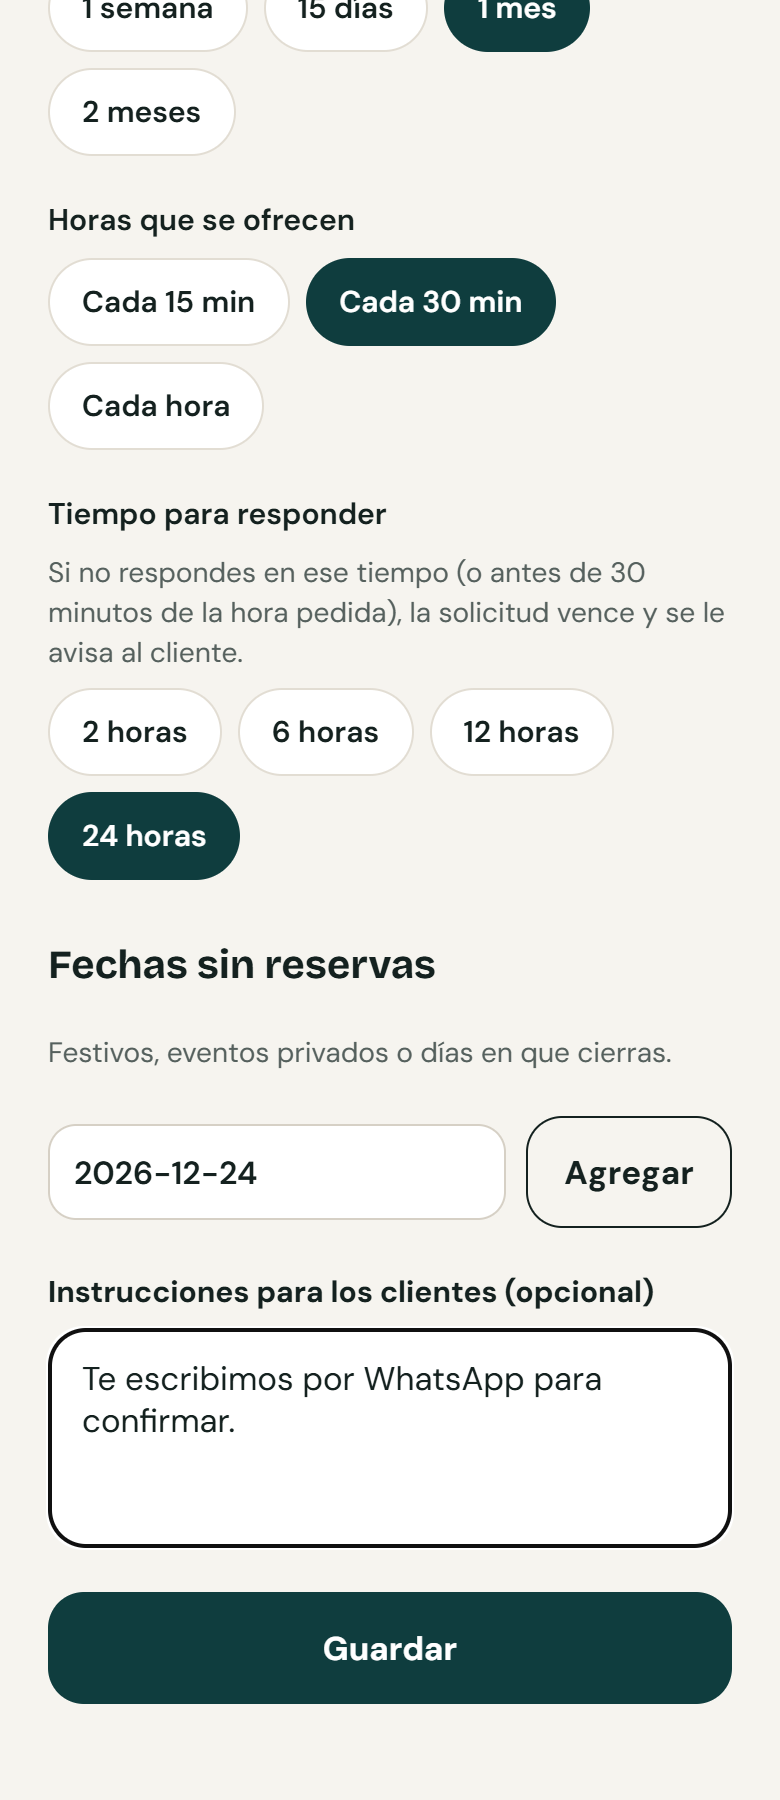 1 semana
15 días
1 mes
2 meses
Horas que se ofrecen
Cada 15 min
Cada 30 min
Cada hora
Tiempo para responder
Si no respondes en ese tiempo (o antes de 30
minutos de la hora pedida), la solicitud vence y se le
avisa al cliente.
2 horas
6 horas
12 horas
24 horas
Fechas sin reservas
Festivos, eventos privados o días en que cierras.
2026-12-24
Agregar
Instrucciones para los clientes (opcional)
Te escribimos por WhatsApp para
confirmar.
Guardar